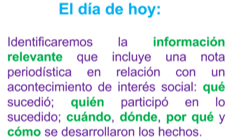 El día de hoy:
Identificaremos la información
relevante que incluye una nota
periodística en relación con un
acontecimiento de interés social: qué
sucedió; quién participó en lo
sucedido; cuándo, dónde, por qué y
cómo se desarrollaron los hechos.